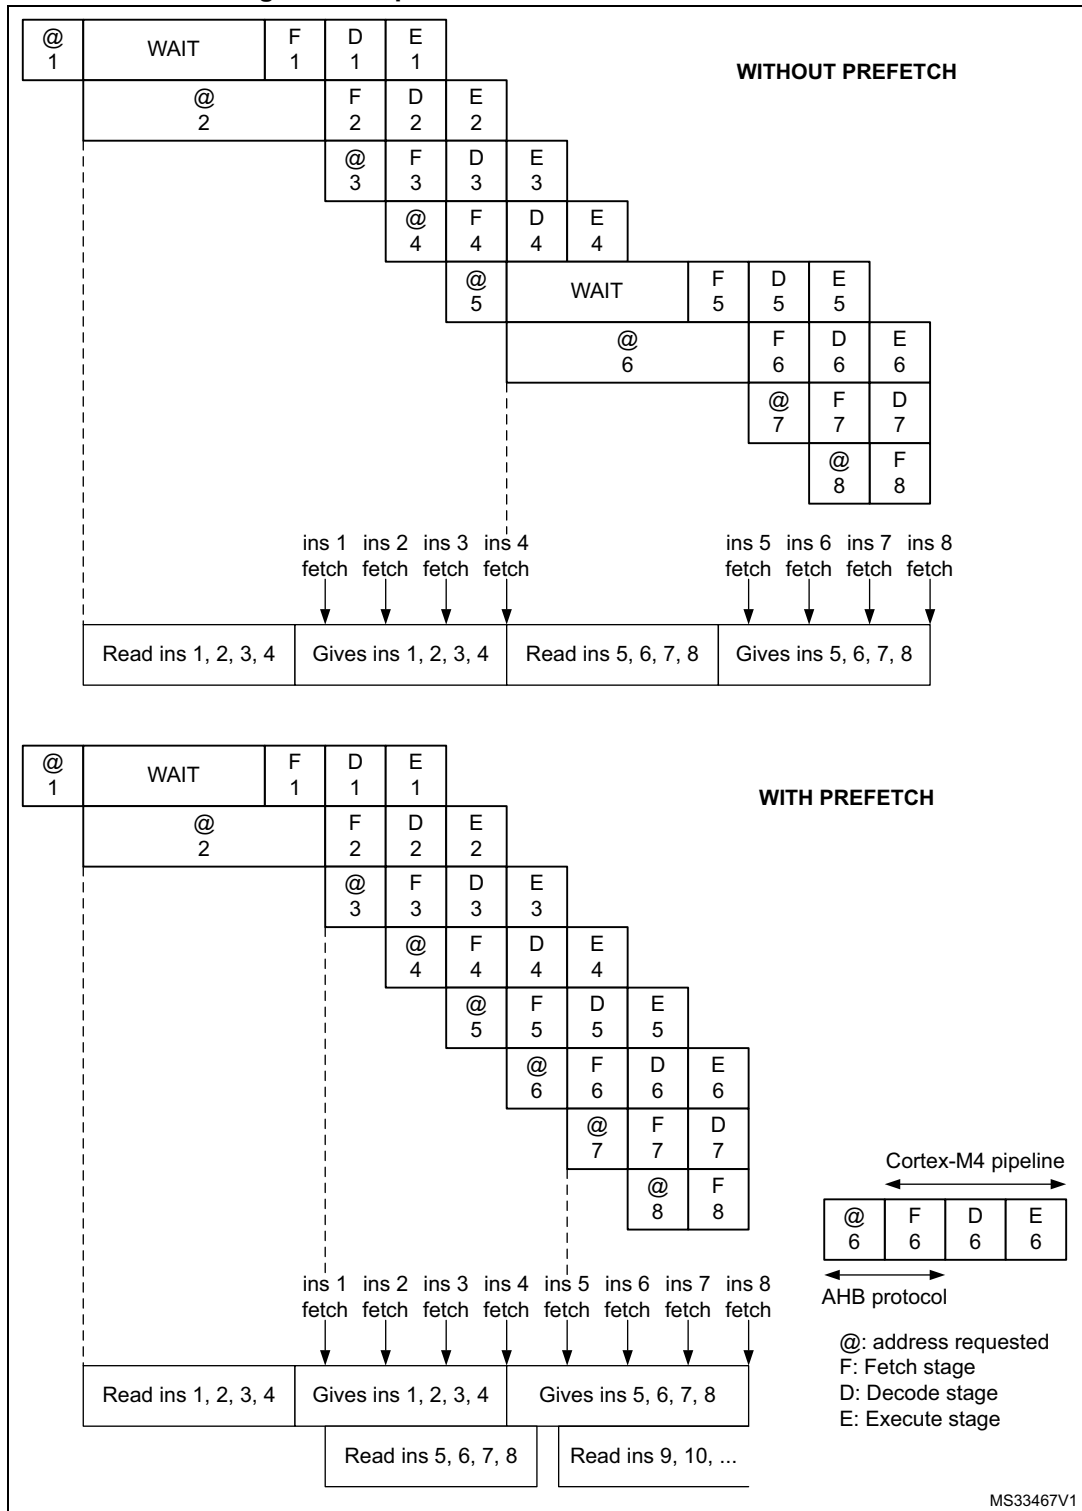 @ WAIT F D E
1 1 1 1
WITHOUT PREFETCH
@ F D E
2 2 2 2
@ F D E
3 3 3 3
@ F D E
4 4 4 4
@ WAIT F D E
5 5 5 5
@ F D E
6 6 6 6
@ F D
7 7 7
@ F
8 8
ins 1 ins 2 ins 3 ins 4 ins 5 ins 6 ins 7 ins 8
fetch fetch fetch fetch fetch fetch fetch fetch
Read ins 1, 2, 3, 4 Gives ins 1, 2, 3, 4 Read ins 5, 6, 7, 8 Gives ins 5, 6, 7, 8
@ WAIT F D E
1 1 1 1
WITH PREFETCH
@ F D E
2 2 2 2
@ F D E
3 3 3 3
@ F D E
4 4 4 4
@ F D E
5 5 5 5
@ F D E
6 6 6 6
@ F D
7 7 7
@ F
8 8
Cortex-M4 pipeline
@ F D E
6 6 6 6
AHB protocol
ins 1 ins 2 ins 3 ins 4 ins 5 ins 6 ins 7 ins 8
fetch fetch fetch fetch fetch fetch fetch fetch
@: address requested
F: Fetch stage
D: Decode stage
E: Execute stage
Read ins 1, 2, 3, 4 Gives ins 1, 2, 3, 4 Gives ins 5, 6, 7, 8
Read ins 5, 6, 7, 8 Read ins 9, 10, ...
MS33467V1